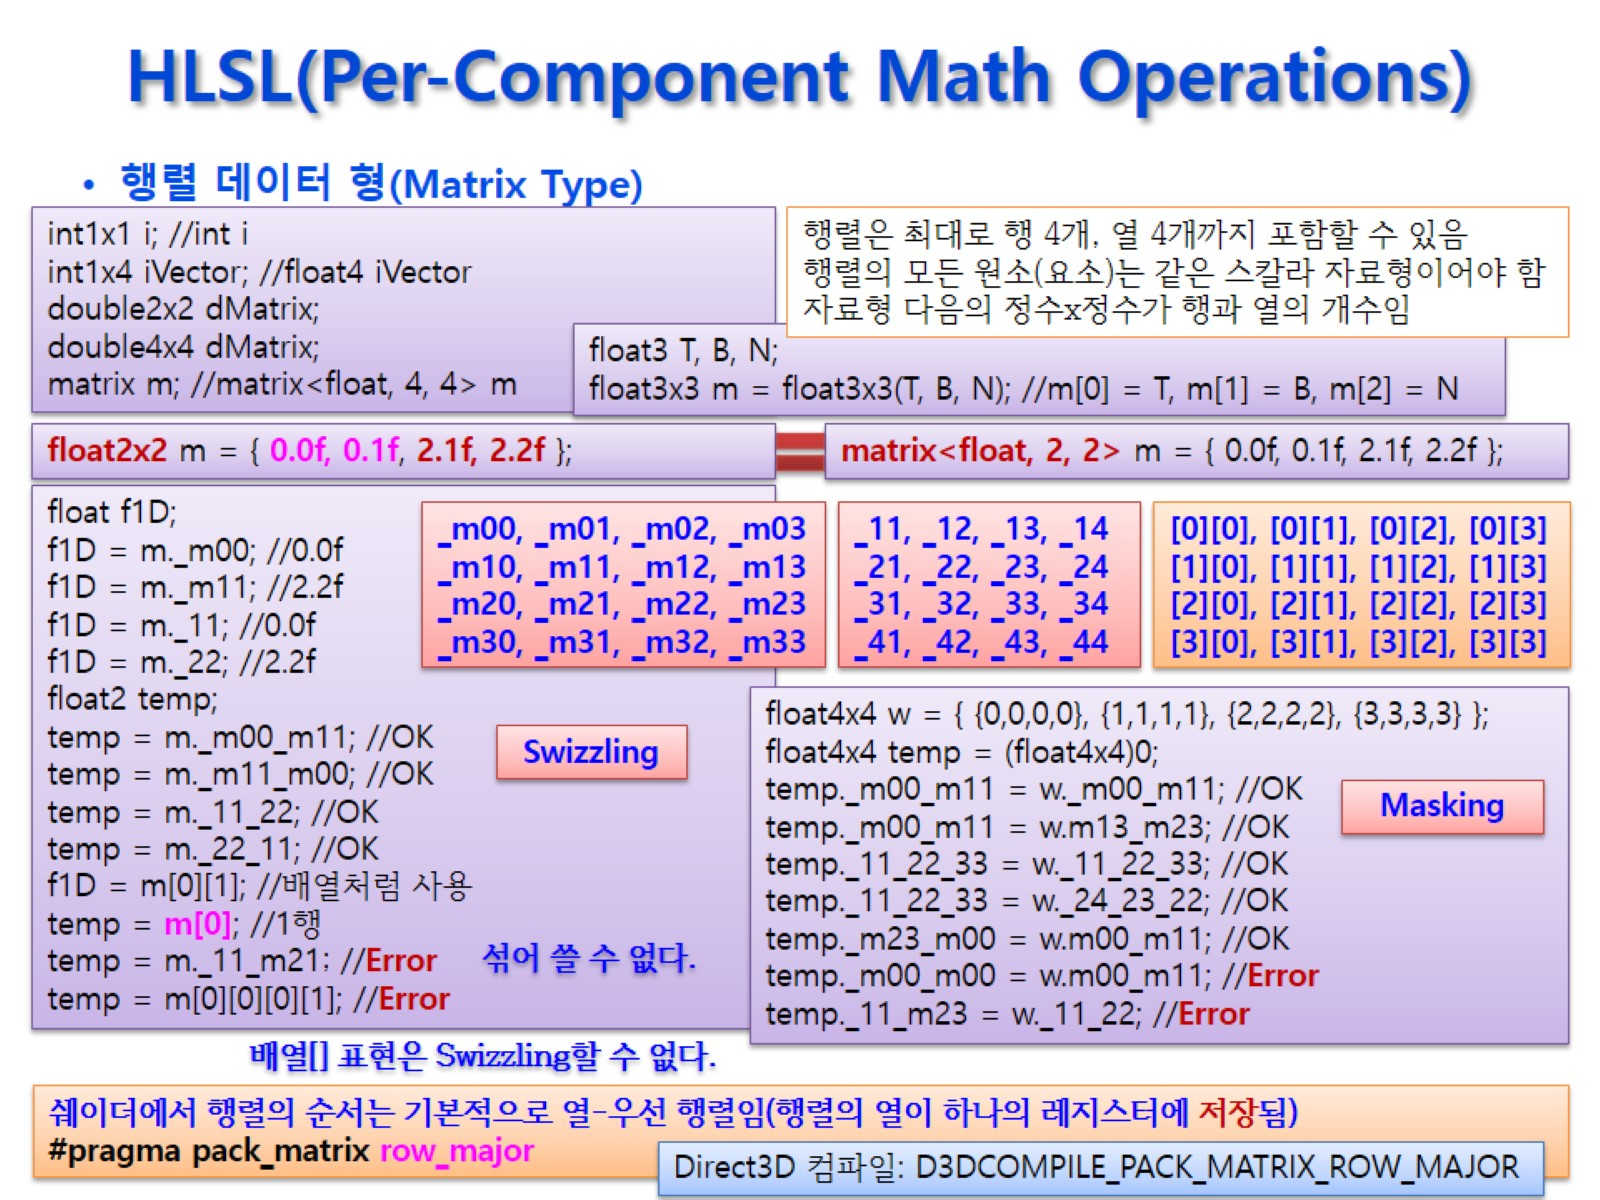 HLSL(Per-Component Math Operations)
• 행렬 데이터 형(Matrix Type)
int1x1 i; //int i
int1x4 iVector; //float4 iVector
double2x2 dMatrix;
double4x4 dMatrix;
matrix m; //matrix<float, 4, 4> m
행렬은 최대로 행 4개, 열 4개까지 포함할 수 있음
행렬의 모든 원소(요소)는 같은 스칼라 자료형이어야 함
자료형 다음의 정수x정수가 행과 열의 개수임
float3 T, B, N;
float3x3 m = float3x3(T, B, N); //m[0] = T, m[1] = B, m[2] = N
float2x2 m = { 0.0f, 0.1f, 2.1f, 2.2f };
matrix<float, 2, 2> m = { 0.0f, 0.1f, 2.1f, 2.2f };
float f1D;
f1D = m._m00; //0.0f
f1D = m._m11; //2.2f
f1D = m._11; //0.0f
f1D = m._22; //2.2f
float2 temp;
temp = m._m00_m11; //OK
temp = m._m11_m00; //OK
temp = m._11_22; //OK
temp = m._22_11; //OK
f1D = m[0][1]; //배열처럼 사용
temp = m[0]; //1행
temp = m._11_m21; //Error
temp = m[0][0][0][1]; //Error
Swizzling
섞어 쓸 수 없다.
_m00, _m01, _m02, _m03
_m10, _m11, _m12, _m13
_m20, _m21, _m22, _m23
_m30, _m31, _m32, _m33
_11, _12, _13, _14
_21, _22, _23, _24
_31, _32, _33, _34
_41, _42, _43, _44
[0][0], [0][1], [0][2], [0][3]
[1][0], [1][1], [1][2], [1][3]
[2][0], [2][1], [2][2], [2][3]
[3][0], [3][1], [3][2], [3][3]
float4x4 w = { {0,0,0,0}, {1,1,1,1}, {2,2,2,2}, {3,3,3,3} };
float4x4 temp = (float4x4)0;
temp._m00_m11 = w._m00_m11; //OK
temp._m00_m11 = w.m13_m23; //OK
temp._11_22_33 = w._11_22_33; //OK
temp._11_22_33 = w._24_23_22; //OK
temp._m23_m00 = w.m00_m11; //OK
temp._m00_m00 = w.m00_m11; //Error
temp._11_m23 = w._11_22; //Error
Masking
배열[] 표현은 Swizzling할 수 없다.
쉐이더에서 행렬의 순서는 기본적으로 열-우선 행렬임(행렬의 열이 하나의 레지스터에 저장됨)
#pragma pack_matrix row_major
Direct3D 컴파일: D3DCOMPILE_PACK_MATRIX_ROW_MAJOR